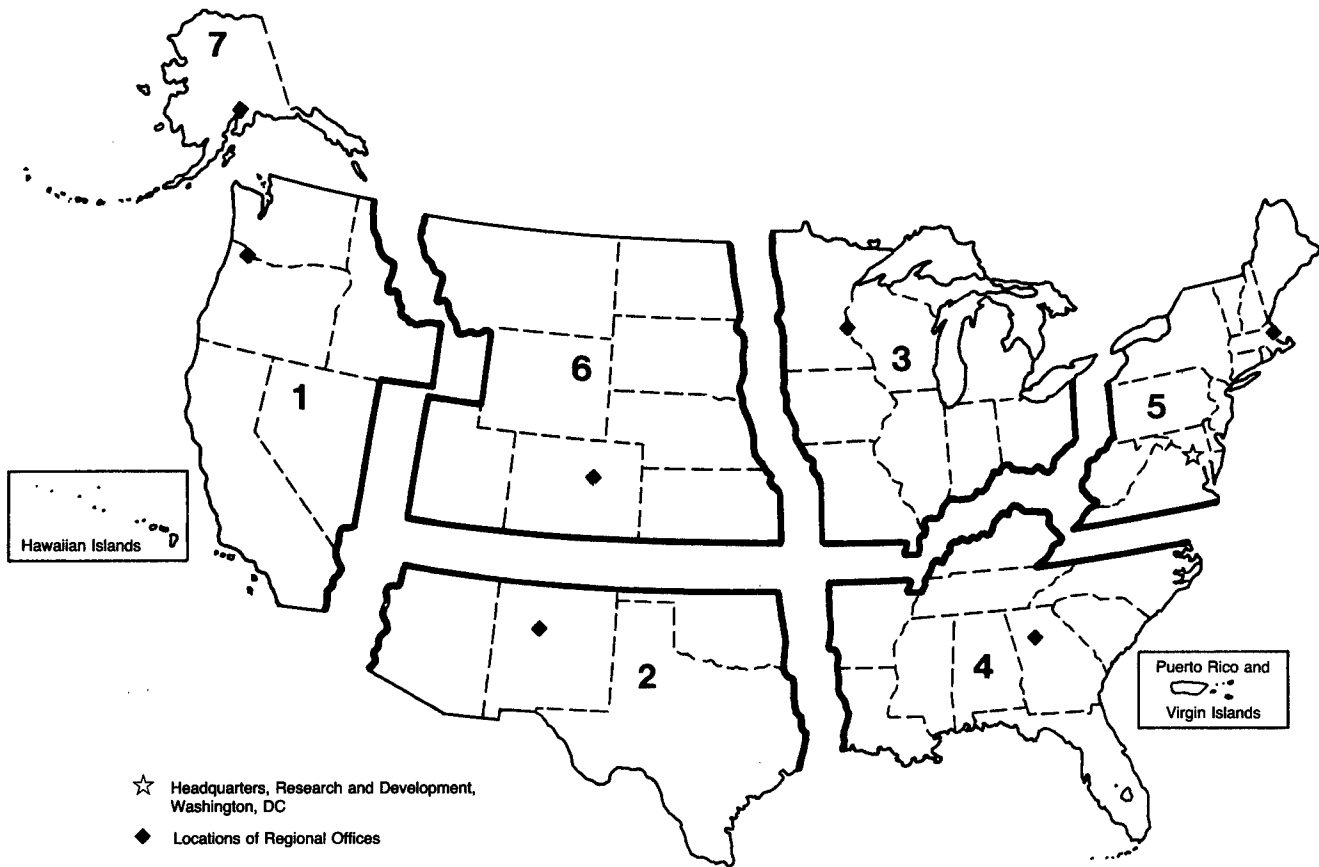 7
6
3
1
5
Hawaiian Islands
2
4
Puerto Rico and
Virgin Islands
Headquarters, Research and Development,
Washington, DC
Locations of Regional Offices